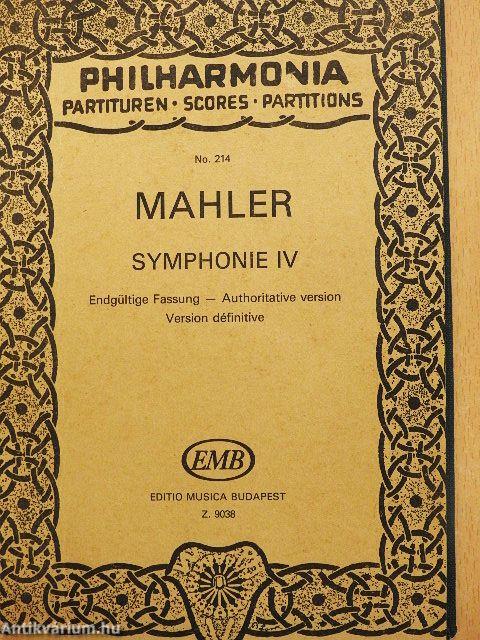 PHILHARMONIA
PARTITUREN · SCORES · PARTITIONS
No. 214
MAHLER
SYMPHONIE IV
Endgültige Fassung — Authoritative version
Version définitive
EMB
EDITIO MUSICA BUDAPEST
Z. 9038
Antikvarium.hu